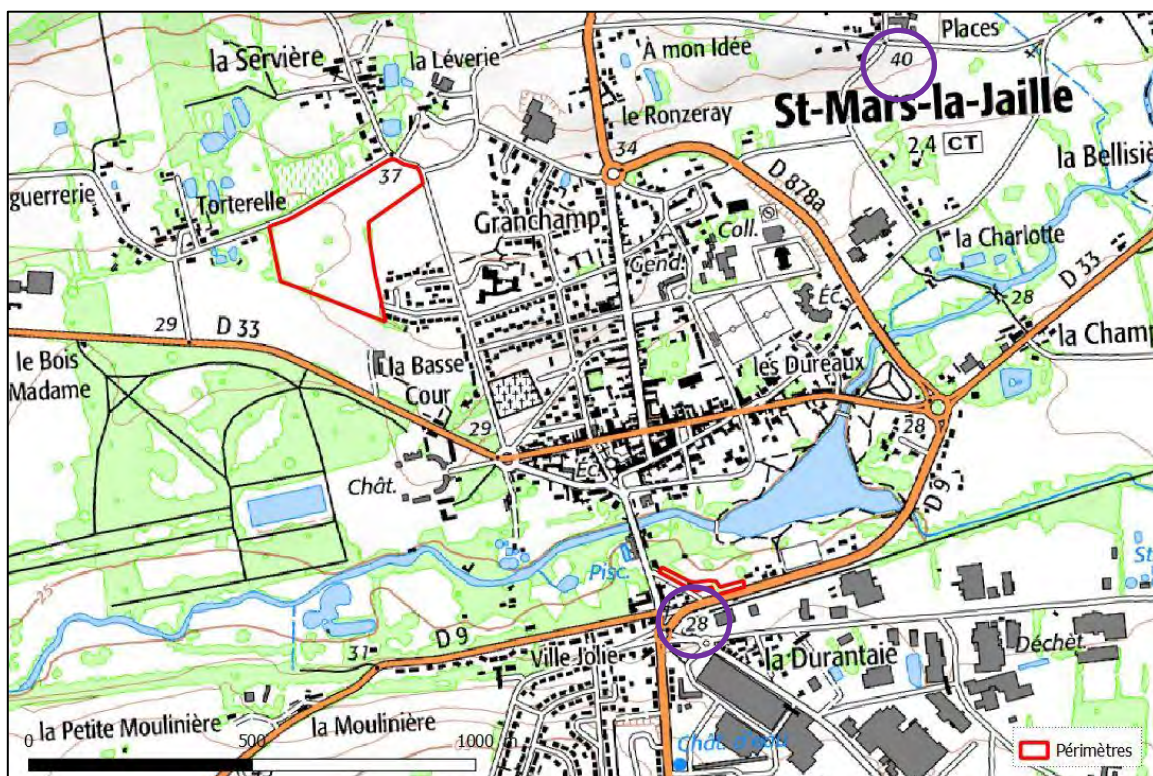 Places
la Servière
la Léverie
À mon Idée
40
le Ronzeray
St-Mars-la-Jaille
34
2,4 CT
la Bellisiè
37
D 878a
guerrerie
Torterelle
Granchamp
Coll.
Gend.
la Charlotte
D 33
Éc.
28
29
D 33
la Champ
le Bois
Madame
la Basse
Cour
les Dureaux
29
28
Chât.
Éc.
D 9
25
Pisc.
St
D 9
28
31
Ville Jolie
la Durantaie
Déchèt.
la Petite Moulinière
la Moulinière
Chât. d'eau
0
500
1000 m
Périmètres